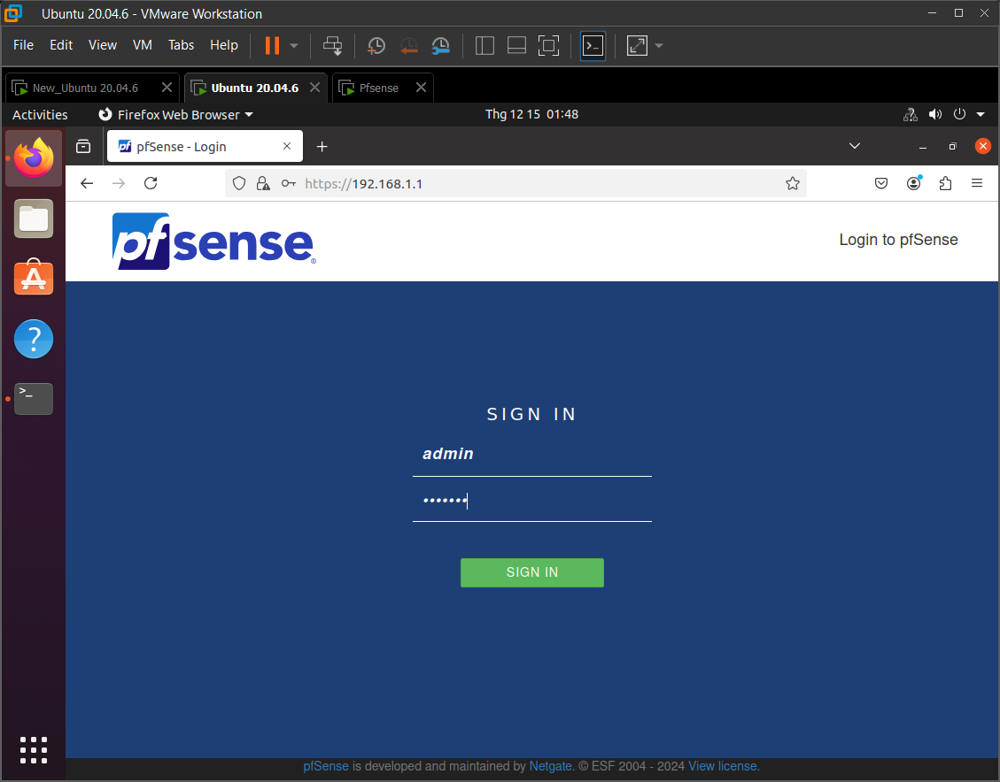 Ubuntu 20.04.6 - VMware Workstation
File Edit View VM Tabs Help
New_Ubuntu 20.04.6 Ubuntu 20.04.6 Pfsense
Activities Firefox Web Browser Thg 12 15 01:48
pfSense - Login
https://192.168.1.1
pfsense® Login to pfSense
SIGN IN
admin
•••••••
SIGN IN
pfSense is developed and maintained by Netgate. © ESF 2004 - 2024 View license.